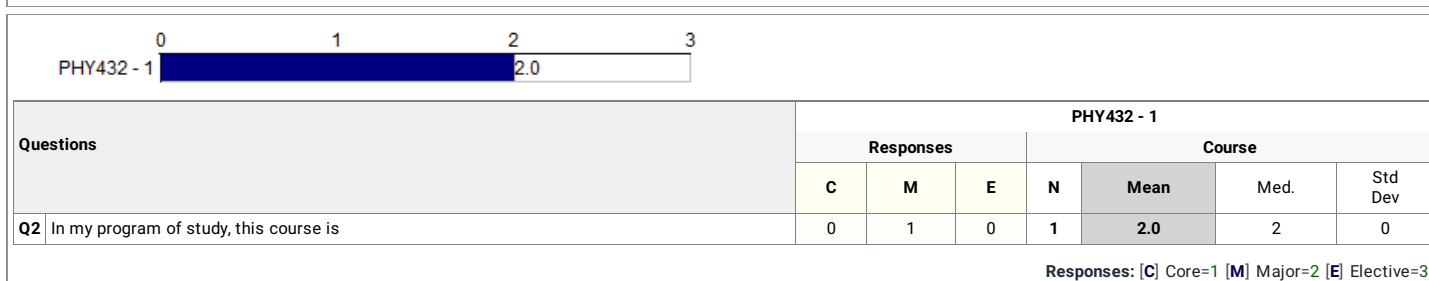 0 1 2 3
PHY432 - 1 2.0
PHY432 - 1
Questions Responses Course
C M E N Mean Med. Std Dev
Q2 In my program of study, this course is 0 1 0 1 2.0 2 0
Responses: [C] Core=1 [M] Major=2 [E] Elective=3